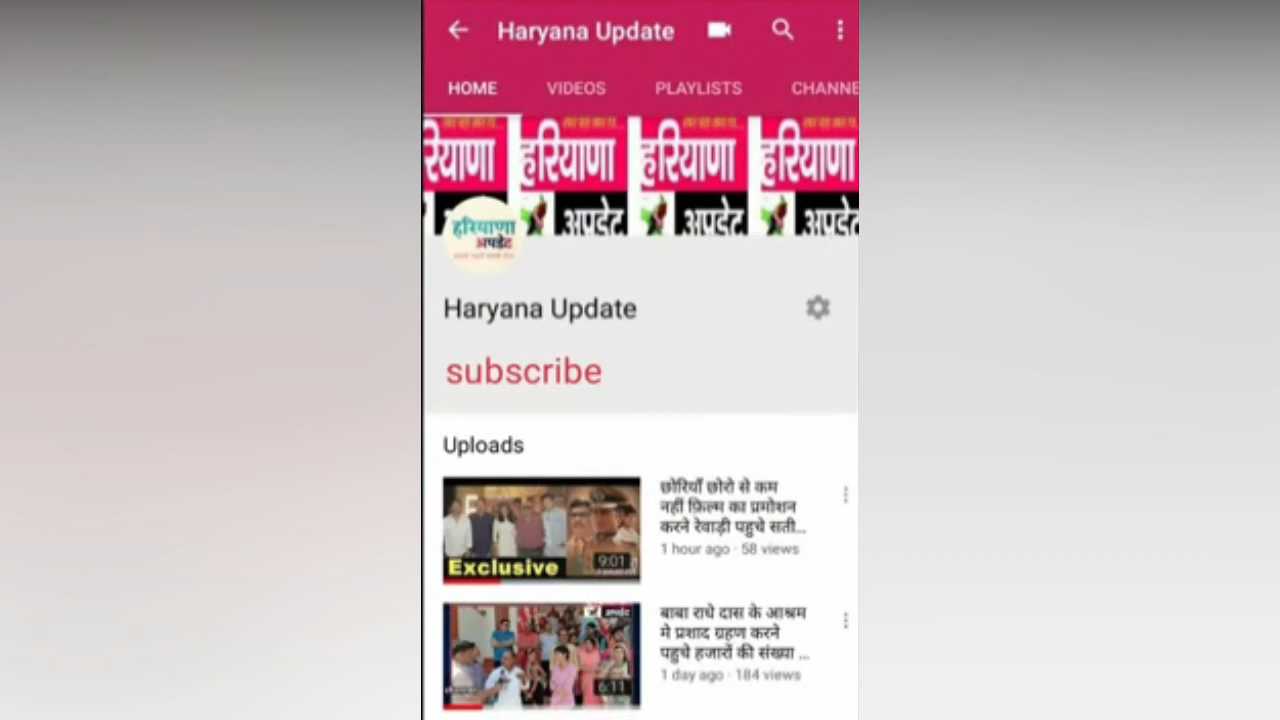 Haryana Update
HOME VIDEOS PLAYLISTS CHANNE
रियाणा हरियाणा हरियाणा हरियाणा
अपडेट अपडेट अपडेट
हरियाणा
अपडेट
Haryana Update
subscribe
Uploads
छोरियाँ छोरो से कम
नहीं फ़िल्म का प्रमोशन
करने रेवाड़ी पहुचे सती...
1 hour ago · 58 views
Exclusive
9:01
बाबा राधे दास के आश्रम
मे प्रशाद ग्रहण करने
पहुचे हजारों की संख्या ...
1 day ago · 184 views
अपडेट
6:11